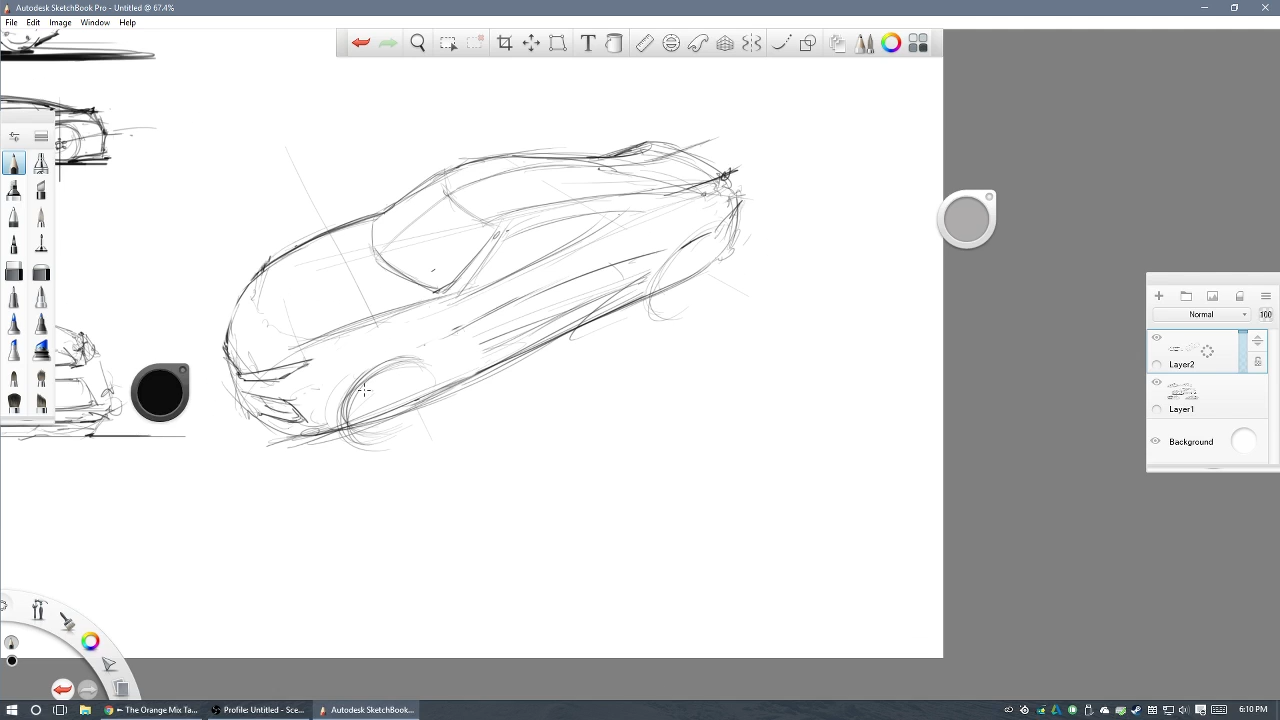 Autodesk SketchBook Pro - Untitled @ 67.4%
File Edit Image Window Help
T
Normal 100
Layer2
Layer1
Background
The Orange Mix Ta...
Profile: Untitled - Sce...
Autodesk SketchBook...
6:10 PM